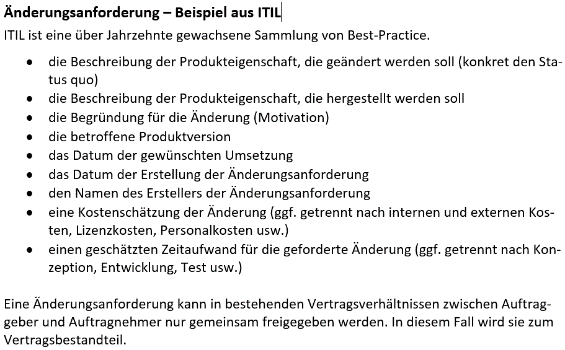 Änderungsanforderung – Beispiel aus ITIL
ITIL ist eine über Jahrzehnte gewachsene Sammlung von Best-Practice.
• die Beschreibung der Produkteigenschaft, die geändert werden soll (konkret den Sta-
tus quo)
• die Beschreibung der Produkteigenschaft, die hergestellt werden soll
• die Begründung für die Änderung (Motivation)
• die betroffene Produktversion
• das Datum der gewünschten Umsetzung
• das Datum der Erstellung der Änderungsanforderung
• den Namen des Erstellers der Änderungsanforderung
• eine Kostenschätzung der Änderung (ggf. getrennt nach internen und externen Kos-
ten, Lizenzkosten, Personalkosten usw.)
• einen geschätzten Zeitaufwand für die geforderte Änderung (ggf. getrennt nach Kon-
zeption, Entwicklung, Test usw.)
Eine Änderungsanforderung kann in bestehenden Vertragsverhältnissen zwischen Auftrag-
geber und Auftragnehmer nur gemeinsam freigegeben werden. In diesem Fall wird sie zum
Vertragsbestandteil.